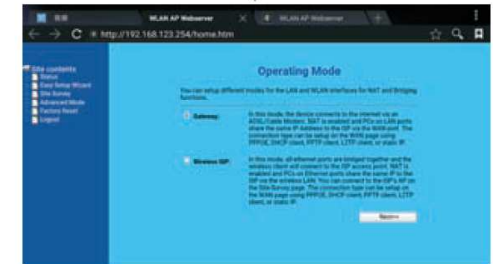 WLAN AP Webserver
WLAN AP Webserver
http://192.168.123.254/home.htm
Site contents
Status
Easy Setup Wizard
Site Survey
Advanced Mode
Factory Reset
Logout
Operating Mode
You can setup different modes for the LAN and WLAN interfaces for NAT and Bridging
functions.
Gateway:
In this mode, the device connects to the internet via an
ADSL/Cable Modem. NAT is enabled and PCs on LAN ports
share the same IP Address to the ISP via the WAN port. The
connection type can be setup on the WAN page using
PPPOE, DHCP client, PPTP client, L2TP client, or static IP.
Wireless ISP:
In this mode, all ethernet ports are bridged together and the
wireless client will connect to the ISP access point. NAT is
enabled and PCs on Ethernet ports share the same IP to the
ISP via the wireless LAN. You can connect to the ISP's AP on
the Site-Survey page. The connection type can be setup on
the WAN page using PPPOE, DHCP client, PPTP client, L2TP
client, or static IP.
Next>>